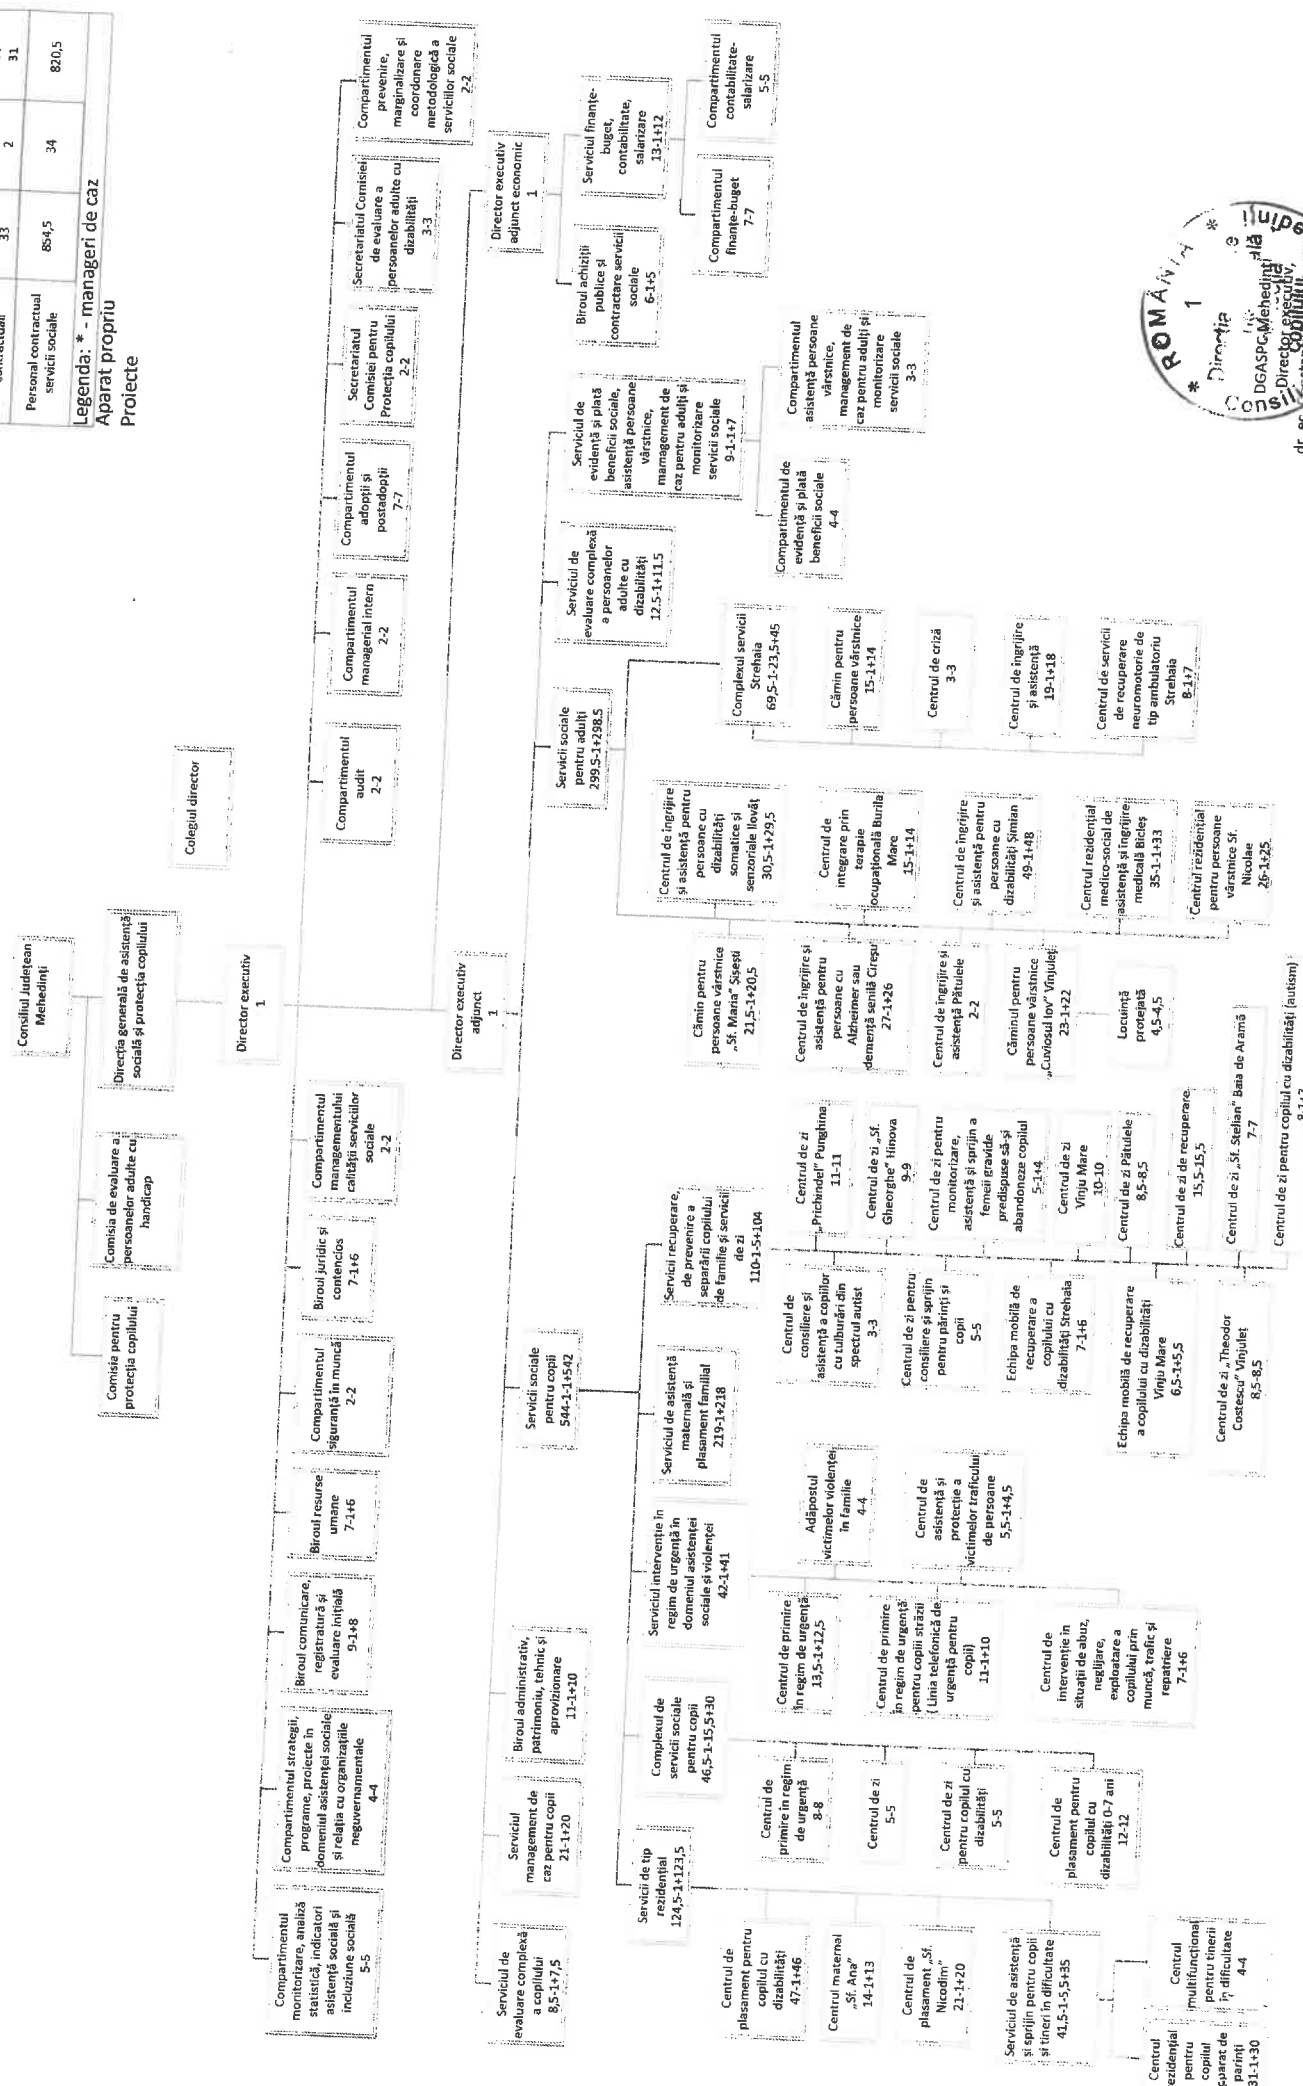 33
2
31
Personal contractual
servicii sociale
854,5
34
820,5
Legenda: * - manageri de caz
Aparat propriu
Proiecte
Consiliul județean
Mehedinți
Comisia pentru
protecția copilului
Comisia de evaluare a
persoanelor adulte cu
handicap
Direcția generală de asistență
socială și protecția copilului
Colegiul director
Director executiv
1
Compartimentul
monitorizare, analiză
statistică, indicatori
asistență socială și
incluziune socială
5-5
Compartimentul strategii,
programe, proiecte în
domeniul asistenței sociale
și relația cu organizațiile
neguvernamentale
4-4
Biroul comunicare,
registratură și
evaluare inițială
9-1+8
Biroul resurse
umane
7-1+6
Compartimentul
siguranță în muncă
2-2
Biroul juridic și
contencios
7-1+6
Compartimentul
managementului
calității serviciilor
sociale
2-2
Compartimentul
audit
2-2
Compartimentul
managerial intern
2-2
Compartimentul
adopții și
postadopții
7-7
Secretariatul
Comisiei pentru
Protecția copilului
2-2
Secretariatul Comisiei
de evaluare a
persoanelor adulte cu
dizabilități
3-3
Compartimentul
prevenire,
marginalizare și
coordonare
metodologică a
serviciilor sociale
2-2
Director executiv
adjunct
1
Director executiv
adjunct economic
1
Serviciul de
evaluare complexă
a copilului
8,5-1+7,5
Serviciul
management de
caz pentru copii
21-1+20
Biroul administrativ,
patrimoniu, tehnic și
aprovizionare
11-1+10
Servicii sociale
pentru copii
544-1-1+542
Servicii sociale
pentru adulți
299,5-1+298,5
Serviciul de
evaluare complexă
a persoanelor
adulte cu
dizabilități
12.5-1+11.5
Serviciul de
evidență și plată
beneficii sociale,
asistență persoane
vârstnice,
mamagement de
caz pentru adulți și
monitorizare
servicii sociale
9-1-1+7
Biroul achiziții
publice și
contractare servicii
sociale
6-1+5
Serviciul finanțe-
buget,
contabilitate,
salarizare
13-1+12
Compartimentul
finanțe-buget
7-7
Compartimentul
contabilitate-
salarizare
5-5
Compartimentul de
evidență și plată
beneficii sociale
4-4
Compartimentul
asistență persoane
vârstnice,
management de
caz pentru adulți și
monitorizare
servicii sociale
3-3
Servicii de tip
rezidențial
124,5-1+123,5
Complexul de
servicii sociale
pentru copii
46,5-1-15,5+30
Serviciul intervenție în
regim de urgență în
domeniul asistenței
sociale și violenței
42-1+41
Serviciul de asistență
maternală și
plasament familial
219-1+218
Servicii recuperare,
de prevenire a
separării copilului
de familie și servicii
de zi
110-1-5+104
Centrul de
plasament pentru
copilul cu
dizabilități
47-1+46
Centrul maternal
„Sf. Ana”
14-1+13
Centrul de
plasament „Sf.
Nicodim”
21-1+20
Serviciul de asistență
și sprijin pentru copii
și tineri în dificultate
41,5-1-5,5+35
Centrul
rezidențial
pentru
copilul
separat de
parinți
31-1+30
Centrul
multifuncțional
pentru tinerii
în dificultate
4-4
Centrul de
primire în regim
de urgență
8-8
Centrul de zi
5-5
Centrul de zi
pentru copilul cu
dizabilități
5-5
Centrul de
plasament pentru
copilul cu
dizabilități 0-7 ani
12-12
Centrul de primire
în regim de urgență
13,5-1+12,5
Centrul de primire
în regim de urgență
pentru copiii străzii
( Linia telefonică de
urgență pentru
copii)
11-1+10
Centrul de
intervenție în
situații de abuz,
neglijare,
exploatare a
copilului prin
muncă, trafic și
repatriere
7-1+6
Adăpostul
victimelor violenței
în familie
4-4
Centrul de
asistență și
protecție a
victimelor traficului
de persoane
5,5-1+4,5
Centrul de
consiliere și
asistență a copiilor
cu tulburări din
spectrul autist
3-3
Centrul de zi pentru
consiliere și sprijin
pentru părinți și
copii
5-5
Echipa mobilă de
recuperare a
copilului cu
dizabilități Strehaia
7-1+6
Echipa mobilă de recuperare
a copilului cu dizabilități
Vînju Mare
6,5-1+5,5
Centrul de zi „Theodor
Costescu” Vînjuleț
8,5-8,5
Centrul de zi
„Prichindel” Punghina
11-11
Centrul de zi „Sf.
Gheorghe” Hinova
9-9
Centrul de zi pentru
monitorizare,
asistență și sprijin a
femeii gravide
predispuse să-și
abandoneze copilul
5-1+4
Centrul de zi
Vînju Mare
10-10
Centrul de zi Pătulele
8,5-8,5
Centrul de zi de recuperare
15,5-15,5
Centrul de zi „Sf. Stelian” Baia de Aramă
7-7
Centrul de zi pentru copilul cu dizabilități (autism)
Cămin pentru
persoane vârstnice
„Sf. Maria” Șișești
21,5-1+20,5
Centrul de îngrijire și
asistență pentru
persoane cu
Alzheimer sau
demență senilă Cireșu
27-1+26
Centrul de îngrijire și
asistență Pătulele
2-2
Căminul pentru
persoane vârstnice
„Cuviosul Iov” Vînjuleț
23-1+22
Locuință
protejată
4,5-4,5
Centrul de îngrijire
și asistență pentru
persoane cu
dizabilități
somatice și
senzoriale Ilovăț
30,5-1+29,5
Centrul de
integrare prin
terapie
ocupațională Burila
Mare
15-1+14
Centrul de îngrijire
și asistență pentru
persoane cu
dizabilități Șimian
49-1+48
Centrul rezidențial
medico-social de
asistență și îngrijire
medicală Bicleș
35-1-1+33
Centrul rezidențial
pentru persoane
vârstnice Sf.
Nicolae
26-1+25
Complexul servicii
Strehaia
69,5-1-23,5+45
Cămin pentru
persoane vârstnice
15-1+14
Centrul de criză
3-3
Centrul de îngrijire
și asistență
19-1+18
Centrul de servicii
de recuperare
neuromotorie de
tip ambulatoriu
Strehaia
8-1+7
* ROMÂNIA *
1
Direcția
DGASPC Mehedinți
Director executiv,